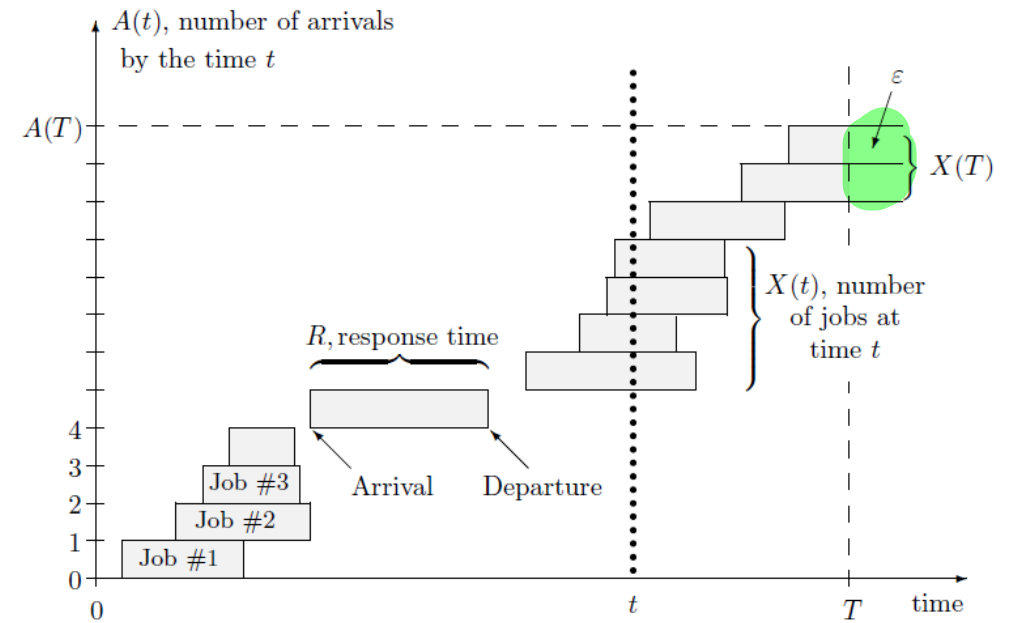 A(t), number of arrivals
by the time t
ε
A(T)
X(T)
X(t), number
of jobs at
time t
R, response time
4
3
2
1
0
Job #3
Job #2
Job #1
Arrival
Departure
0
t
T
time